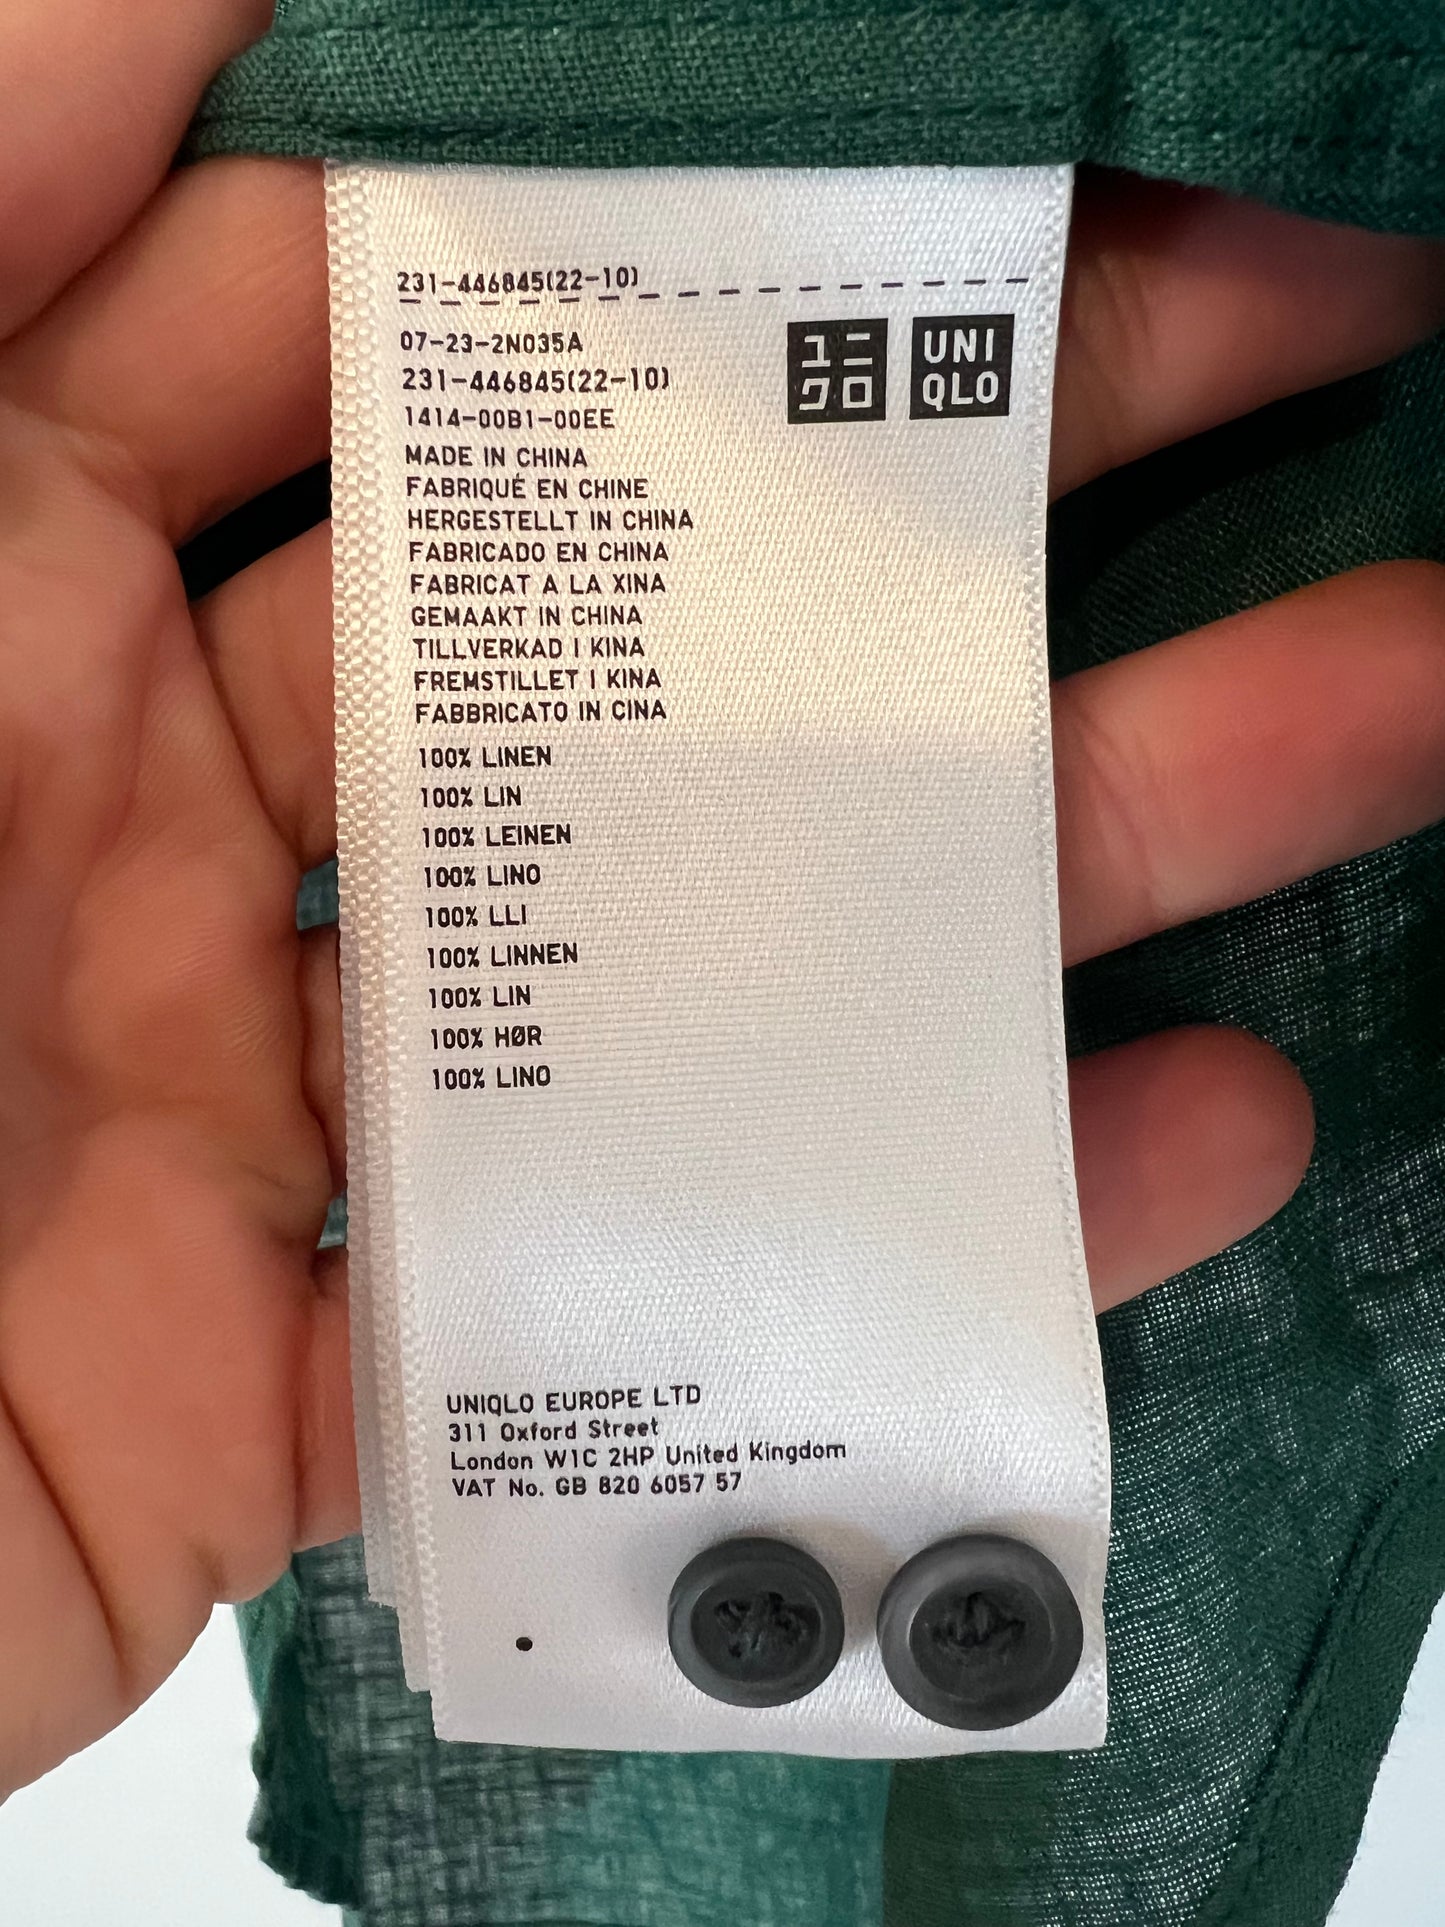 231-446845(22-10)
07-23-2N035A
231-446845(22-10)
1414-00B1-00EE
ユニ
クロ
UNI
QLO
MADE IN CHINA
FABRIQUÉ EN CHINE
HERGESTELLT IN CHINA
FABRICADO EN CHINA
FABRICAT A LA XINA
GEMAAKT IN CHINA
TILLVERKAD I KINA
FREMSTILLET I KINA
FABBRICATO IN CINA
100% LINEN
100% LIN
100% LEINEN
100% LINO
100% LLI
100% LINNEN
100% LIN
100% HØR
100% LINO
UNIQLO EUROPE LTD
311 Oxford Street
London W1C 2HP United Kingdom
VAT No. GB 820 6057 57